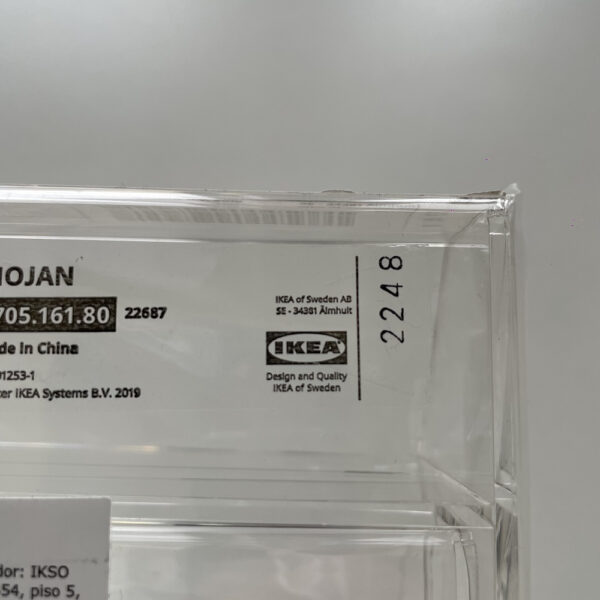 IOJAN
705.161.80 22687
de in China
01253-1
ter IKEA Systems B.V. 2019
IKEA of Sweden AB
SE - 34381 Älmhult
IKEA
Design and Quality
IKEA of Sweden
2248
dor: IKSO
54, piso 5,